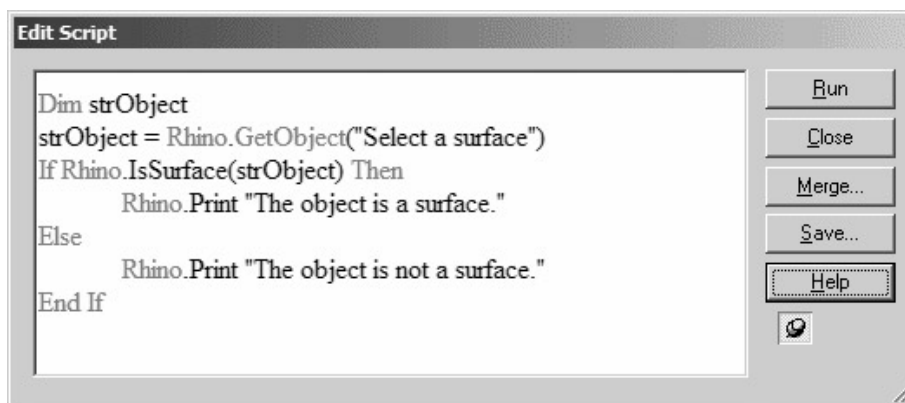 Edit Script
Dim strObject
strObject = Rhino.GetObject("Select a surface")
If Rhino.IsSurface(strObject) Then
Rhino.Print "The object is a surface."
Else
Rhino.Print "The object is not a surface."
End If
Run
Close
Merge...
Save...
Help